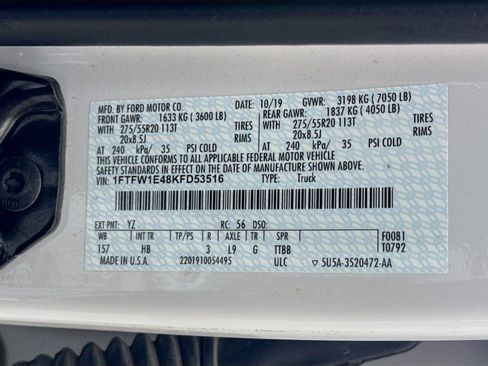 MFD. BY FORD MOTOR CO.
DATE: 10/19 GVWR: 3198 KG ( 7050 LB)
FRONT GAWR: 1633 KG ( 3600 LB) REAR GAWR: 1837 KG ( 4050 LB)
WITH 275/55R20 113T TIRES WITH 275/55R20 113T TIRES
20x8.5J RIMS 20x8.5J RIMS
AT 240 kPa/ 35 PSI COLD AT 240 kPa/ 35 PSI COLD
THIS VEHICLE CONFORMS TO ALL APPLICABLE FEDERAL MOTOR VEHICLE
SAFETY STANDARDS IN EFFECT ON THE DATE OF MANUFACTURE SHOWN ABOVE.
VIN: 1FTFW1E48KFD53516 TYPE: Truck
EXT PNT: YZ RC: 56 DSO: F0081
WB INT TR TP/PS R AXLE TR SPR T0792
157 HB 3 L9 G TTBB
MADE IN U.S.A. 2201910054495 ULC ▽ 5U5A-3520472-AA